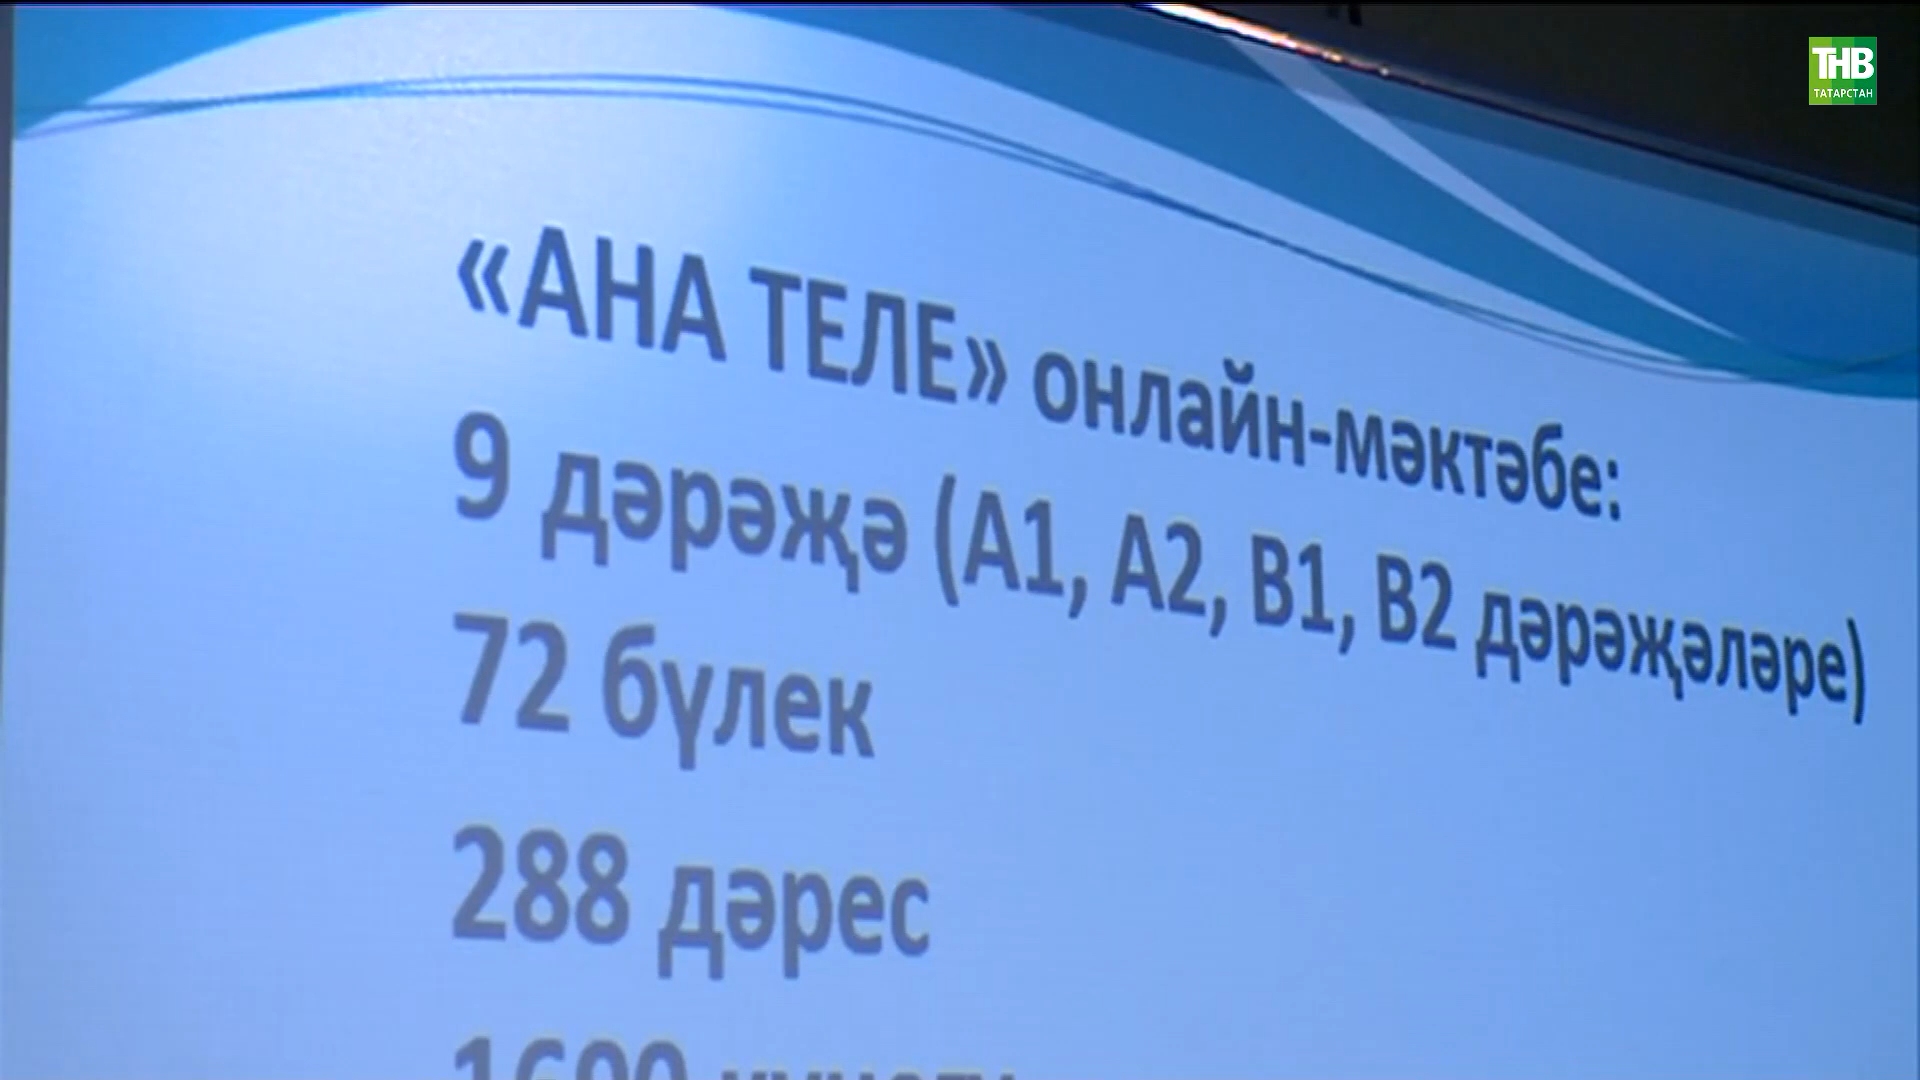 ТНВ
ТАТАРСТАН
«АНА ТЕЛЕ» онлайн-мәктәбе:
9 дәрәҗә (А1, А2, В1, В2 дәрәҗәләре)
72 бүлек
288 дәрес